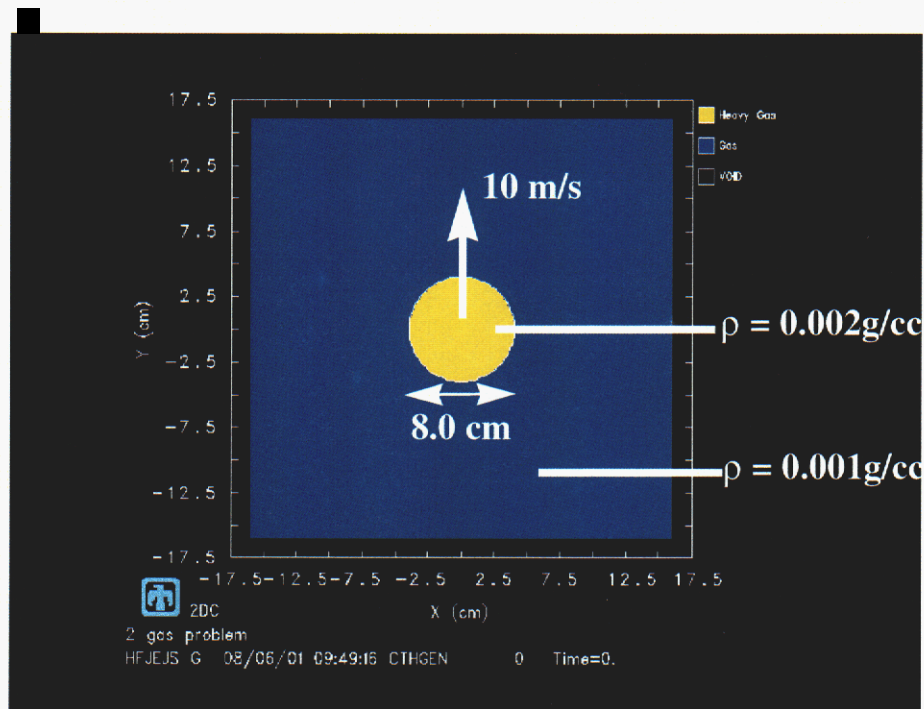 17.5
12.5
7.5
2.5
-2.5
-7.5
-12.5
-17.5
Y (cm)
10 m/s
8.0 cm
Heavy Gas
Gas
VOID
ρ = 0.002g/cc
ρ = 0.001g/cc
-17.5 -12.5 -7.5 -2.5 2.5 7.5 12.5 17.5
X (cm)
2DC
2 gas problem
HFJEJS G 08/06/01 09:49:16 CTHGEN 0 Time=0.